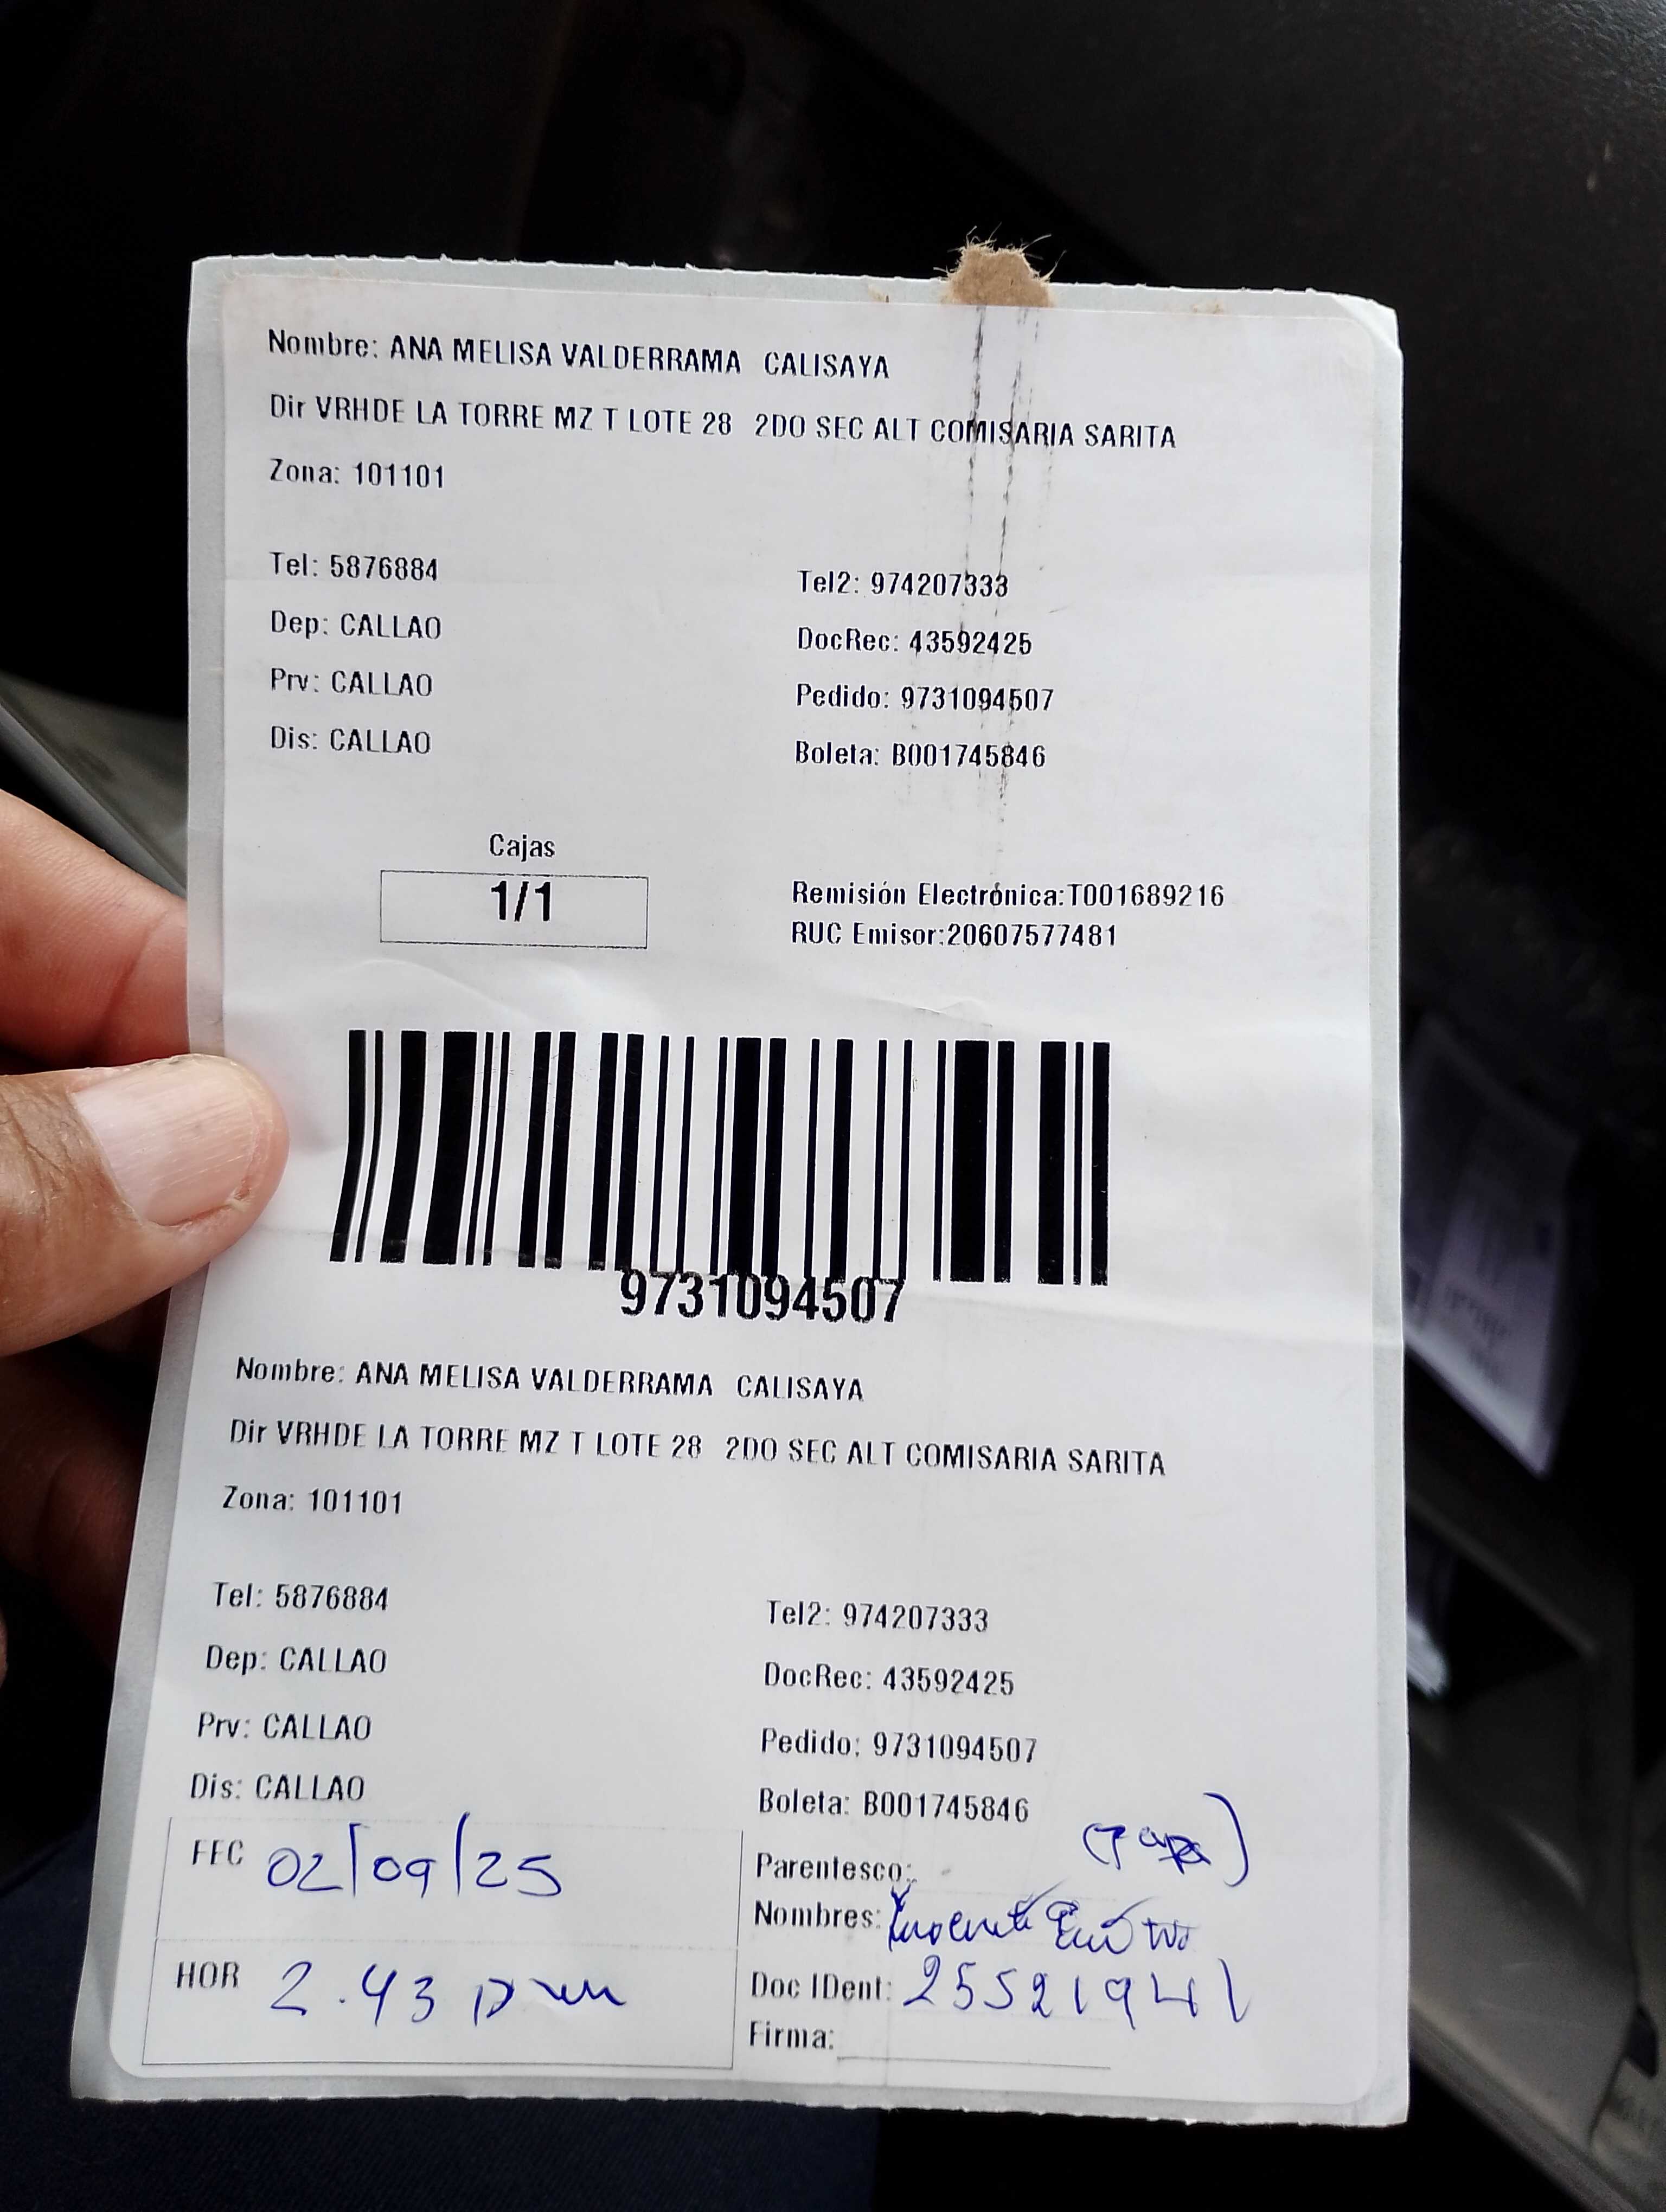 Nombre: ANA MELISA VALDERRAMA CALISAYA
Dir VRHDE LA TORRE MZ T LOTE 28 2DO SEC ALT COMISARIA SARITA
Zona: 101101
Tel: 5876884
Tel2: 974207333
Dep: CALLAO
DocRec: 43592425
Prv: CALLAO
Pedido: 9731094507
Dis: CALLAO
Boleta: B001745846
Cajas
1/1
Remisión Electrónica:T001689216
RUC Emisor:20607577481
9731094507
Nombre: ANA MELISA VALDERRAMA CALISAYA
Dir VRHDE LA TORRE MZ T LOTE 28 2DO SEC ALT COMISARIA SARITA
Zona: 101101
Tel: 5876884
Tel2: 974207333
Dep: CALLAO
DocRec: 43592425
Prv: CALLAO
Pedido: 9731094507
Dis: CALLAO
Boleta: B001745846
FEC 02/09/25
Parentesco:
Nombres:
HOR 2.43 pm
Doc IDent: 25521941
Firma: